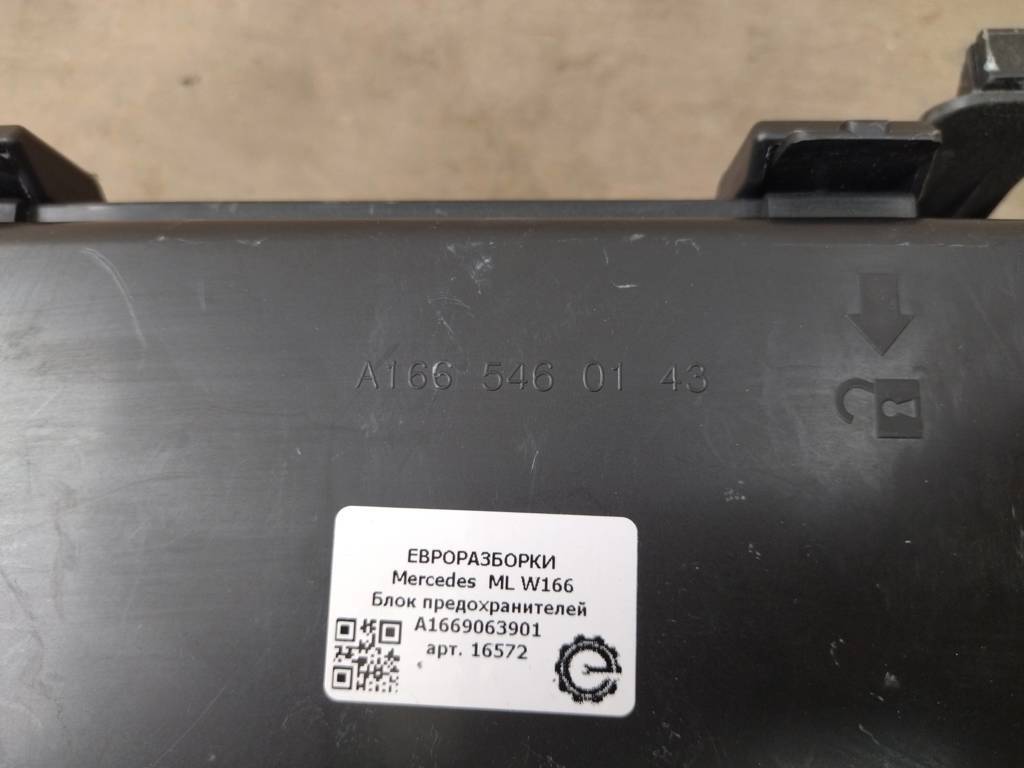 A166 546 01 43
ЕВРОРАЗБОРКИ
Mercedes ML W166
Блок предохранителей
A1669063901
арт. 16572